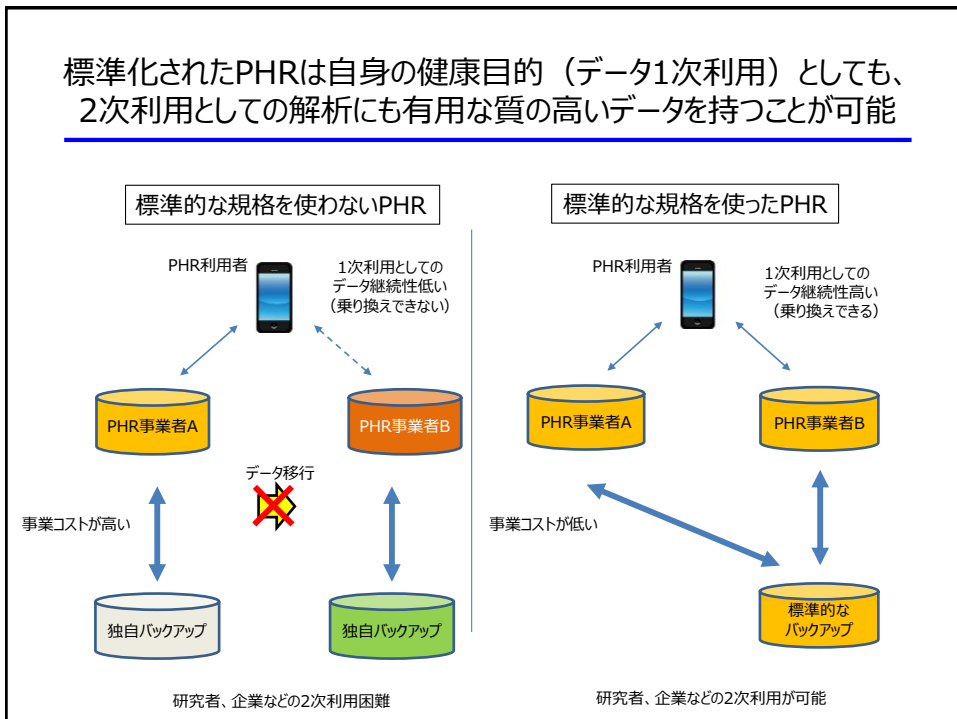 標準化されたPHRは自身の健康目的（データ1次利用）としても、
2次利用としての解析にも有用な質の高いデータを持つことが可能
標準的な規格を使わないPHR
PHR利用者
1次利用としての
データ継続性低い
（乗り換えできない）
PHR事業者A
PHR事業者B
データ移行
事業コストが高い
独自バックアップ
独自バックアップ
研究者、企業などの2次利用困難
標準的な規格を使ったPHR
PHR利用者
1次利用としての
データ継続性高い
（乗り換えできる）
PHR事業者A
PHR事業者B
事業コストが低い
標準的な
バックアップ
研究者、企業などの2次利用が可能